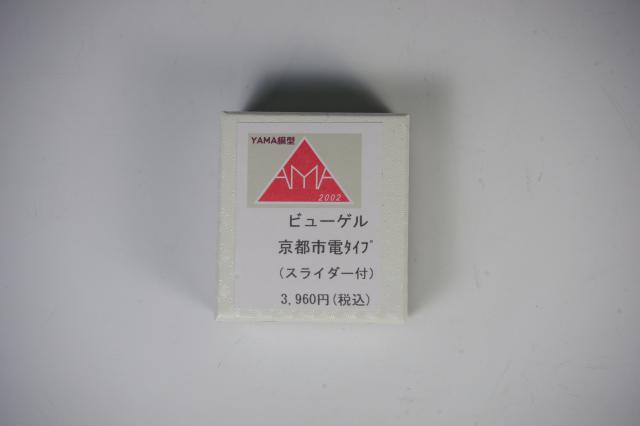 YAMA模型
AMA
2002
ビューゲル
京都市電ﾀｲﾌﾟ
(スライダー付)
3,960円(税込)